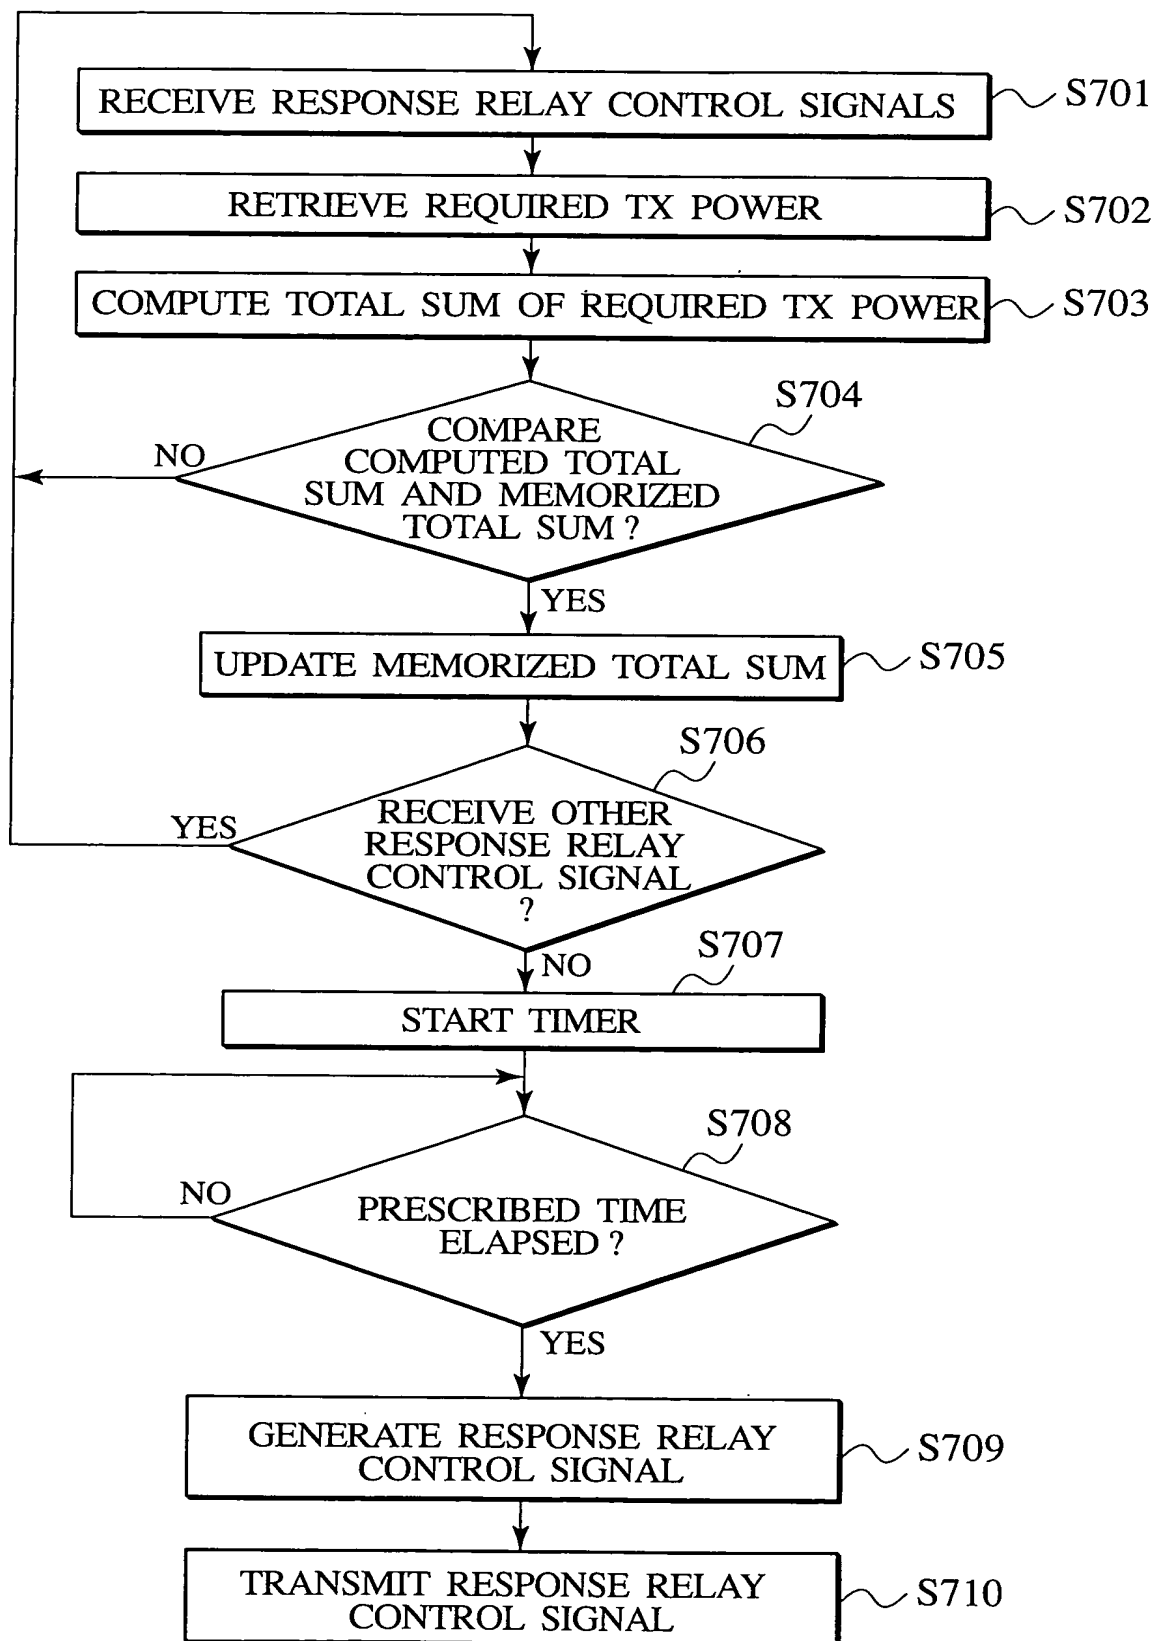 RECEIVE RESPONSE RELAY CONTROL SIGNALS
S701
RETRIEVE REQUIRED TX POWER
S702
COMPUTE TOTAL SUM OF REQUIRED TX POWER
S703
S704
COMPARE
COMPUTED TOTAL
SUM AND MEMORIZED
TOTAL SUM ?
NO
YES
UPDATE MEMORIZED TOTAL SUM
S705
S706
RECEIVE OTHER
RESPONSE RELAY
CONTROL SIGNAL
?
YES
NO
S707
START TIMER
S708
PRESCRIBED TIME
ELAPSED ?
NO
YES
GENERATE RESPONSE RELAY
CONTROL SIGNAL
S709
TRANSMIT RESPONSE RELAY
CONTROL SIGNAL
S710